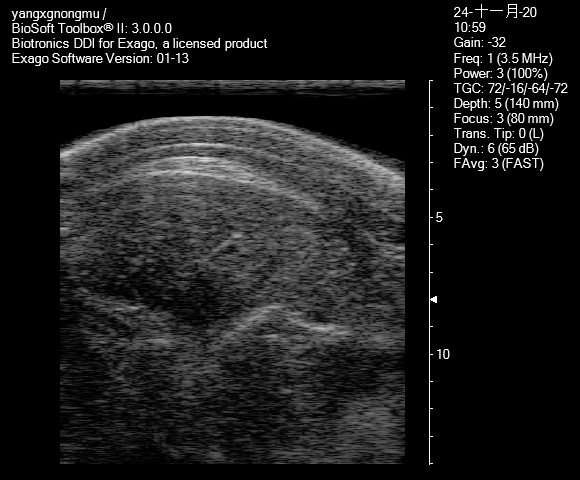 yangxgnongmu /
BioSoft Toolbox® II: 3.0.0.0
Biotronics DDI for Exago, a licensed product
Exago Software Version: 01-13
24-十一月-20
10:59
Gain: -32
Freq: 1 (3.5 MHz)
Power: 3 (100%)
TGC: 72/-16/-64/-72
Depth: 5 (140 mm)
Focus: 3 (80 mm)
Trans. Tip: 0 (L)
Dyn.: 6 (65 dB)
FAvg: 3 (FAST)
5
10